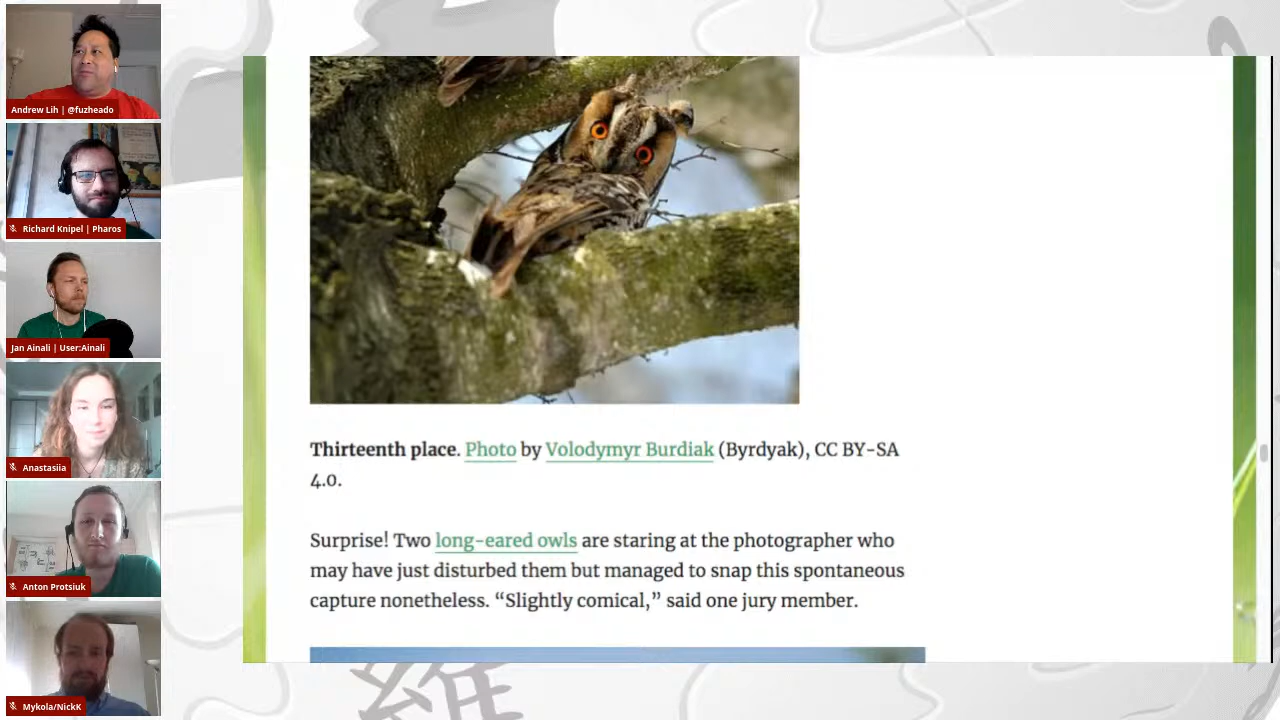 Andrew Lih | @fuzheado
Richard Knipel | Pharos
Jan Ainali | User:Ainali
Anastasiia
Anton Protsiuk
Mykola/NickK
Thirteenth place. Photo by Volodymyr Burdiak (Byrdyak), CC BY-SA
4.0.
Surprise! Two long-eared owls are staring at the photographer who
may have just disturbed them but managed to snap this spontaneous
capture nonetheless. “Slightly comical,” said one jury member.
維